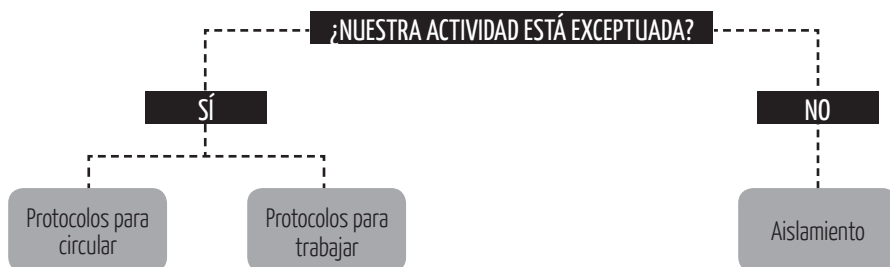 ¿NUESTRA ACTIVIDAD ESTÁ EXCEPTUADA?
SÍ
NO
Protocolos para
circular
Protocolos para
trabajar
Aislamiento